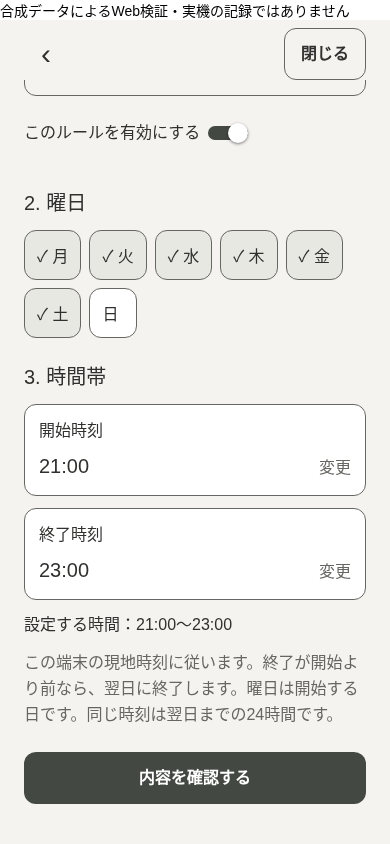 合成データによるWeb検証・実機の記録ではありません
‹
閉じる
このルールを有効にする
2. 曜日
✓月 ✓火 ✓水 ✓木 ✓金
✓土 日
3. 時間帯
開始時刻
21:00 変更
終了時刻
23:00 変更
設定する時間：21:00〜23:00
この端末の現地時刻に従います。終了が開始よ
り前なら、翌日に終了します。曜日は開始する
日です。同じ時刻は翌日までの24時間です。
内容を確認する